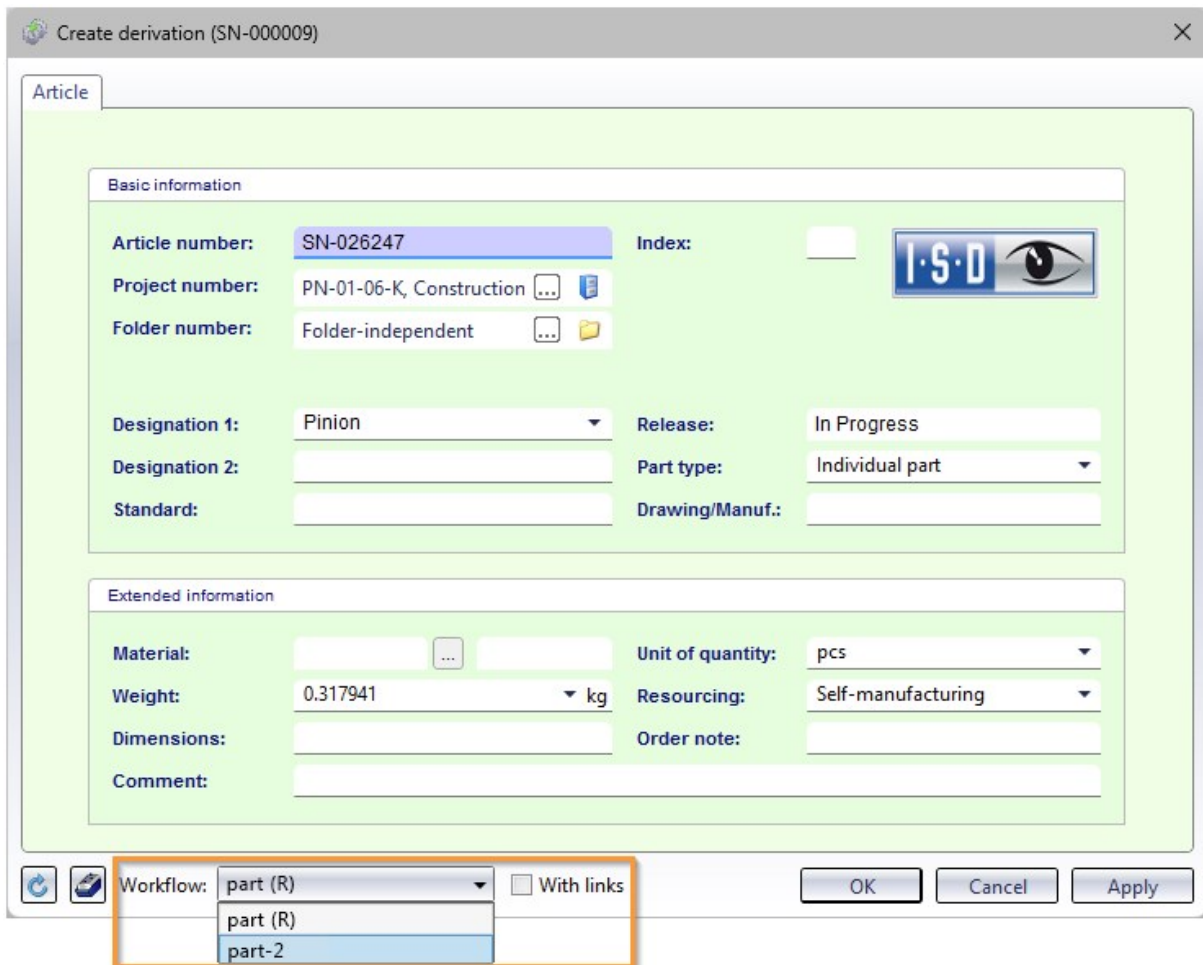 Create derivation (SN-000009)
Article
Basic information
Article number: SN-026247 Index:
I·S·D
Project number: PN-01-06-K, Construction ...
Folder number: Folder-independent ...
Designation 1: Pinion Release: In Progress
Designation 2: Part type: Individual part
Standard: Drawing/Manuf.:
Extended information
Material: ... Unit of quantity: pcs
Weight: 0.317941 kg Resourcing: Self-manufacturing
Dimensions: Order note:
Comment:
Workflow: part (R) With links OK Cancel Apply
part (R)
part-2